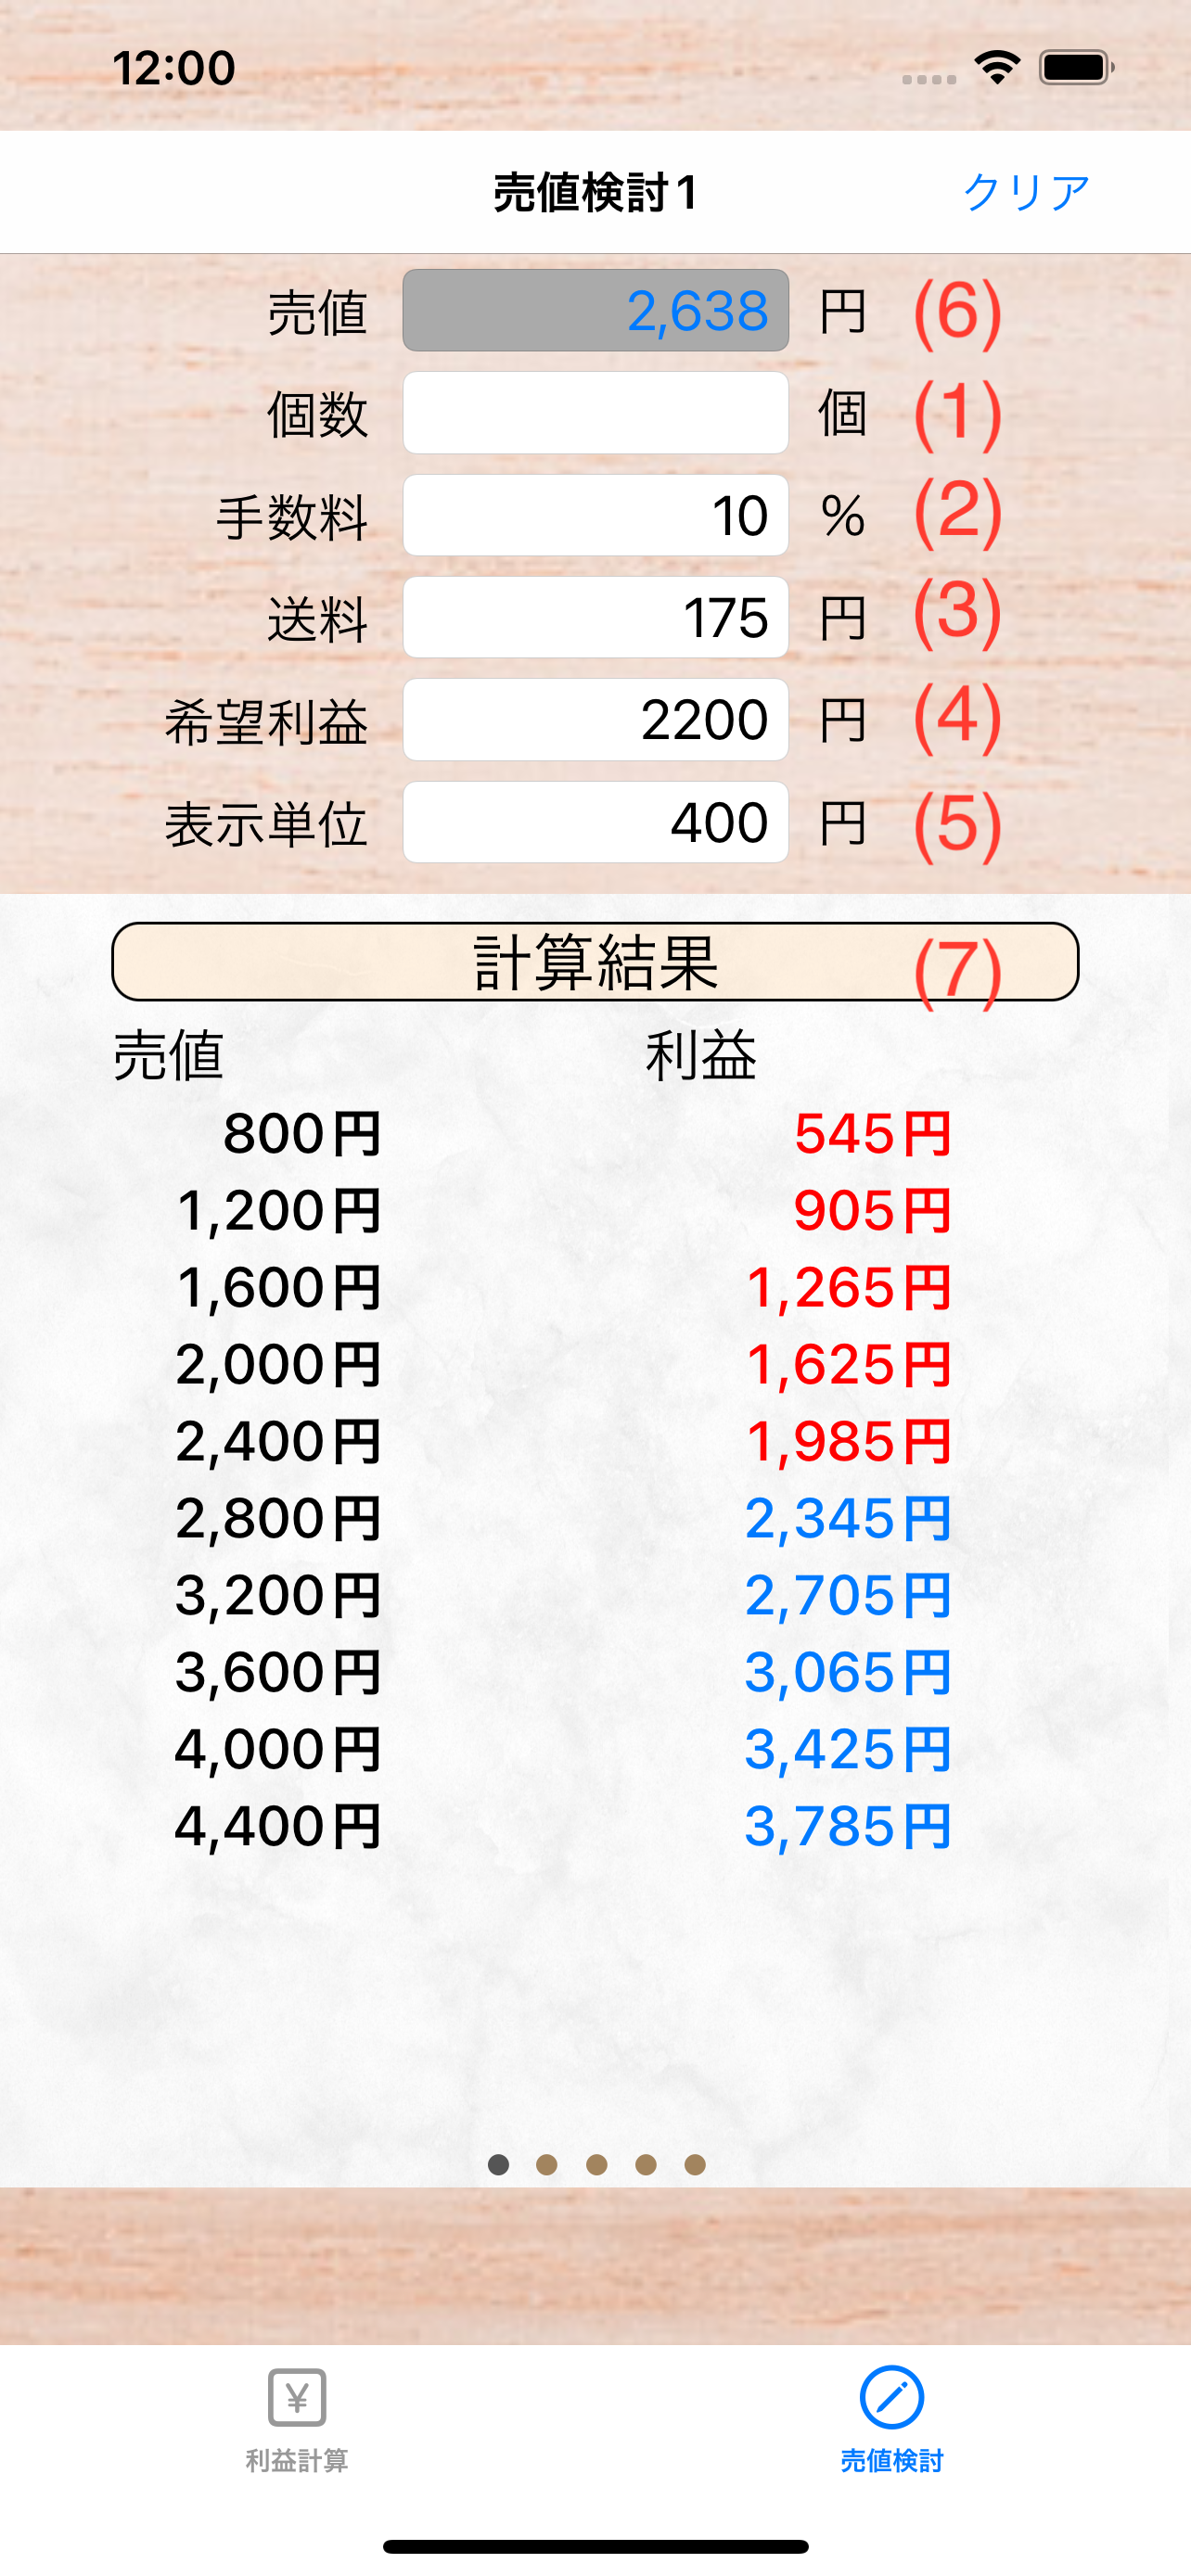 12:00
売値検討1 クリア
売値 2,638 円 (6)
個数 個 (1)
手数料 10 % (2)
送料 175 円 (3)
希望利益 2200 円 (4)
表示単位 400 円 (5)
計算結果 (7)
売値 利益
800円 545円
1,200円 905円
1,600円 1,265円
2,000円 1,625円
2,400円 1,985円
2,800円 2,345円
3,200円 2,705円
3,600円 3,065円
4,000円 3,425円
4,400円 3,785円
¥
利益計算 売値検討